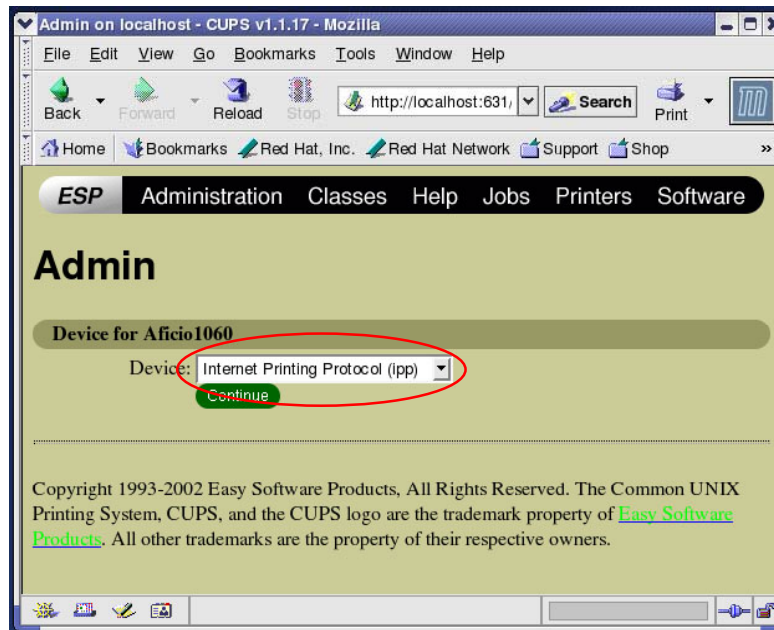 Admin on localhost - CUPS v1.1.17 - Mozilla
File Edit View Go Bookmarks Tools Window Help
Back Forward Reload Stop http://localhost:631/ Search Print
Home Bookmarks Red Hat, Inc. Red Hat Network Support Shop »
ESP Administration Classes Help Jobs Printers Software
Admin
Device for Aficio1060
Device: Internet Printing Protocol (ipp)
Continue
Copyright 1993-2002 Easy Software Products, All Rights Reserved. The Common UNIX
Printing System, CUPS, and the CUPS logo are the trademark property of Easy Software
Products. All other trademarks are the property of their respective owners.